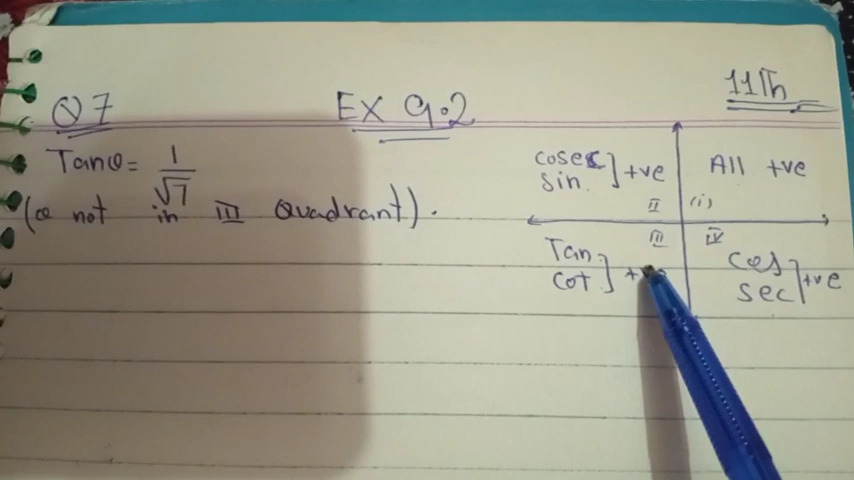 Q7 EX 9.2 11Th
Tanθ = 1/√7
(θ not in III Quadrant).
cosec
sin. ] +ve
II
All +ve
(i)
III
Tan
cot ] +ve
IV
Cos
sec ] +ve